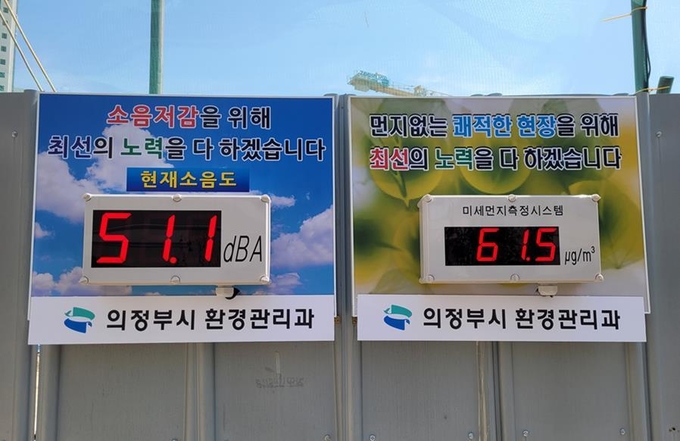 소음저감을 위해
최선의 노력을 다 하겠습니다
현재소음도
51.1 dBA
의정부시 환경관리과
먼지없는 쾌적한 현장을 위해
최선의 노력을 다 하겠습니다
미세먼지측정시스템
61.5 μg/m³
의정부시 환경관리과